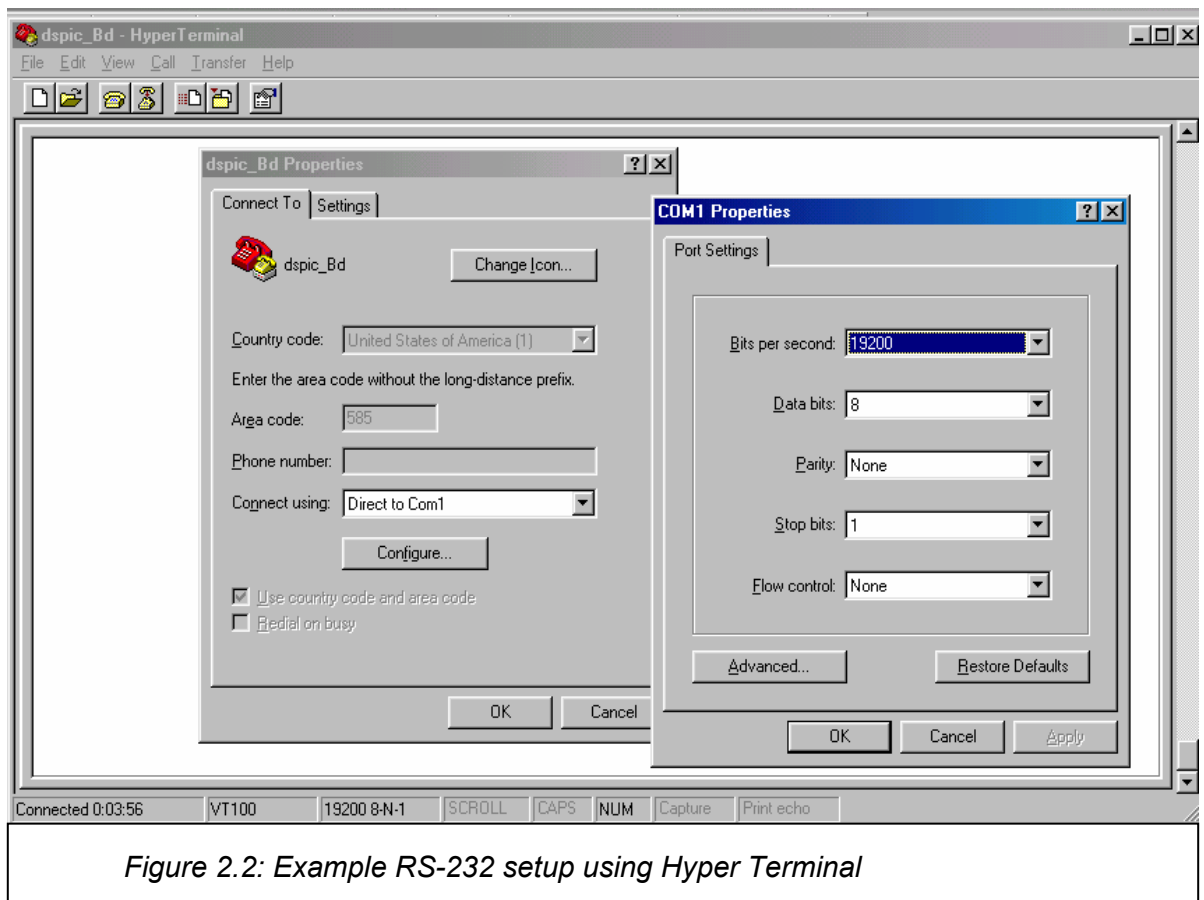 dspic_Bd - HyperTerminal
File Edit View Call Transfer Help
dspic_Bd Properties
Connect To Settings
dspic_Bd
Change Icon...
Country code: United States of America (1)
Enter the area code without the long-distance prefix.
Area code: 585
Phone number:
Connect using: Direct to Com1
Configure...
Use country code and area code
Redial on busy
OK Cancel
COM1 Properties
Port Settings
Bits per second: 19200
Data bits: 8
Parity: None
Stop bits: 1
Flow control: None
Advanced... Restore Defaults
OK Cancel Apply
Connected 0:03:56 VT100 19200 8-N-1 SCROLL CAPS NUM Capture Print echo
Figure 2.2: Example RS-232 setup using Hyper Terminal